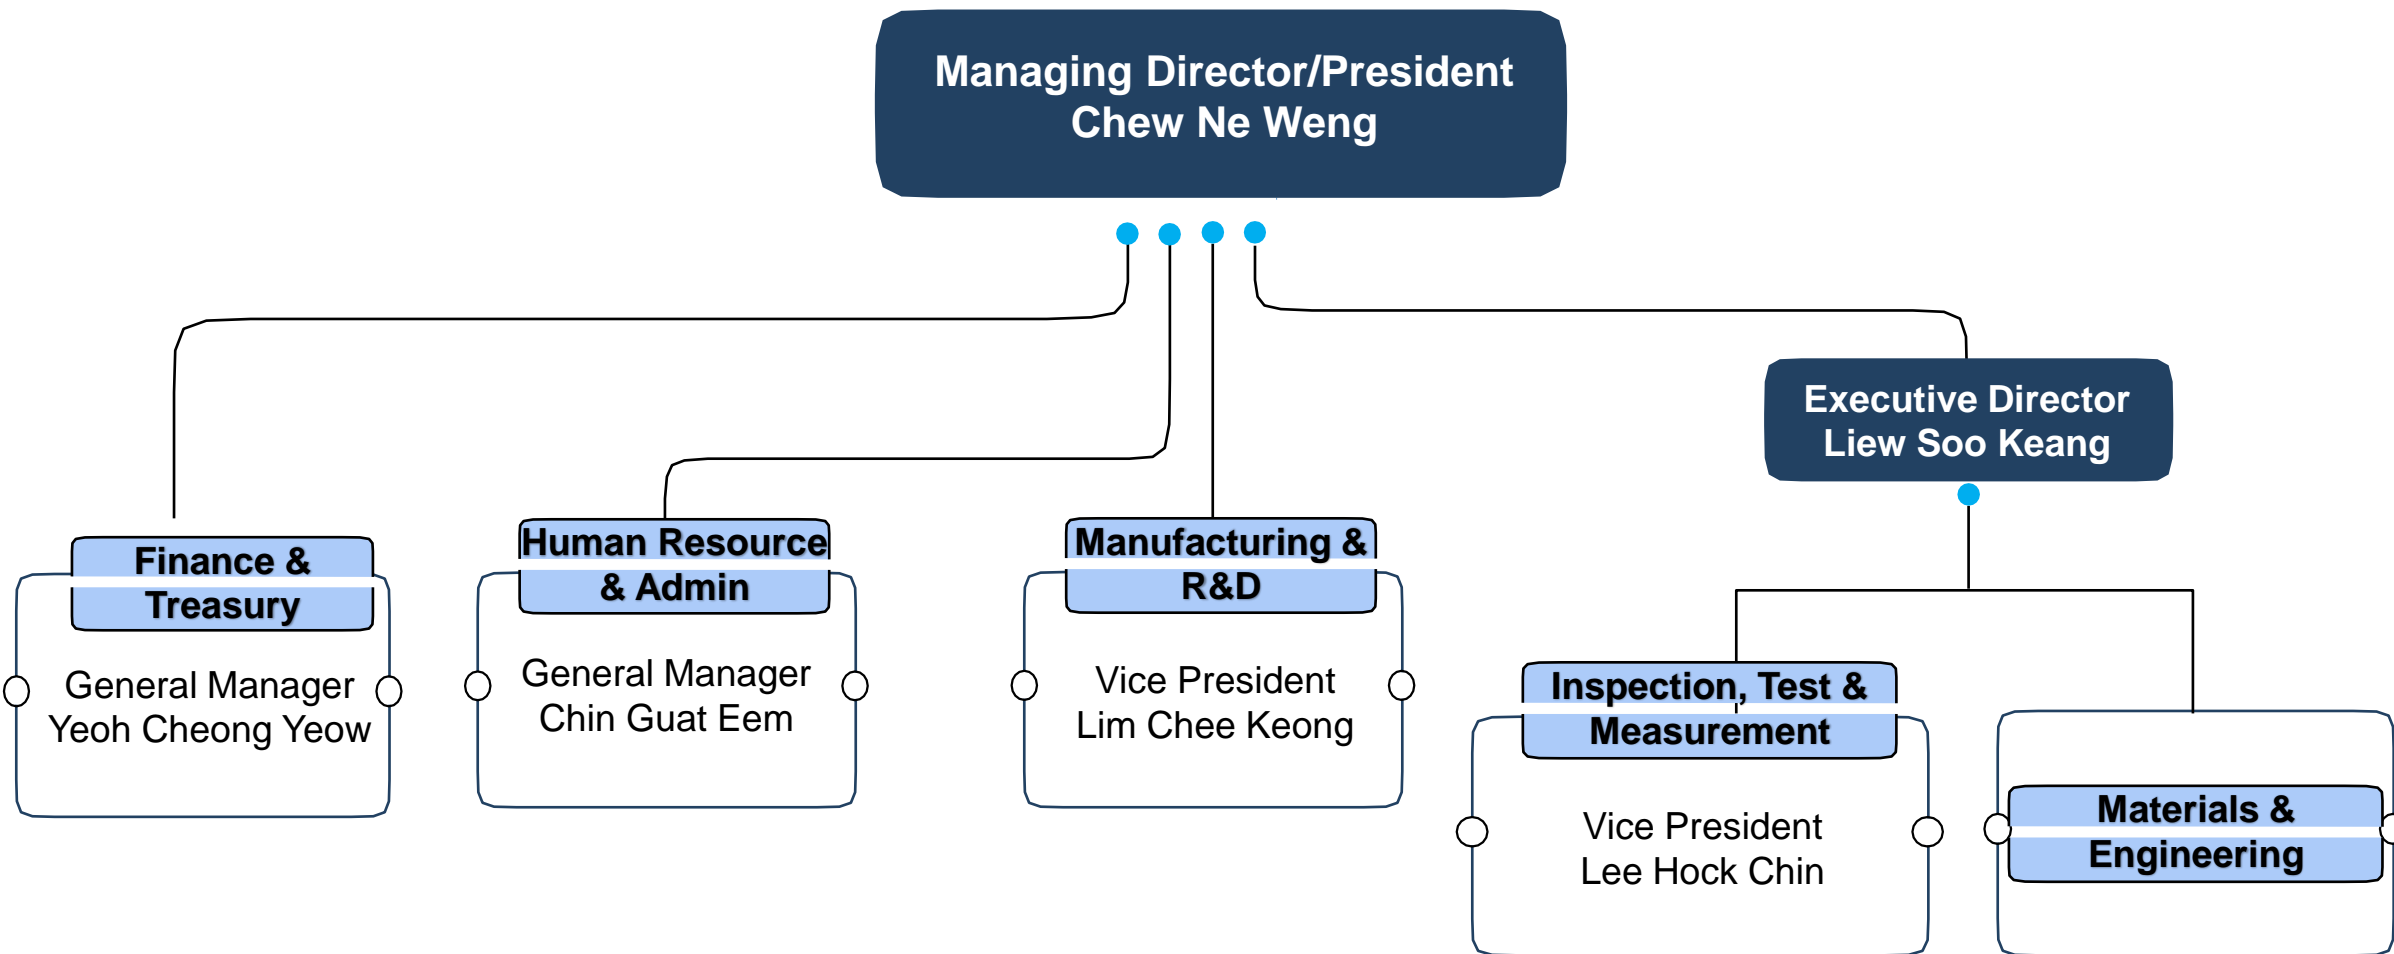 Managing Director/President
Chew Ne Weng
Executive Director
Liew Soo Keang
Finance &
Treasury
General Manager
Yeoh Cheong Yeow
Human Resource
& Admin
General Manager
Chin Guat Eem
Manufacturing &
R&D
Vice President
Lim Chee Keong
Inspection, Test &
Measurement
Vice President
Lee Hock Chin
Materials &
Engineering